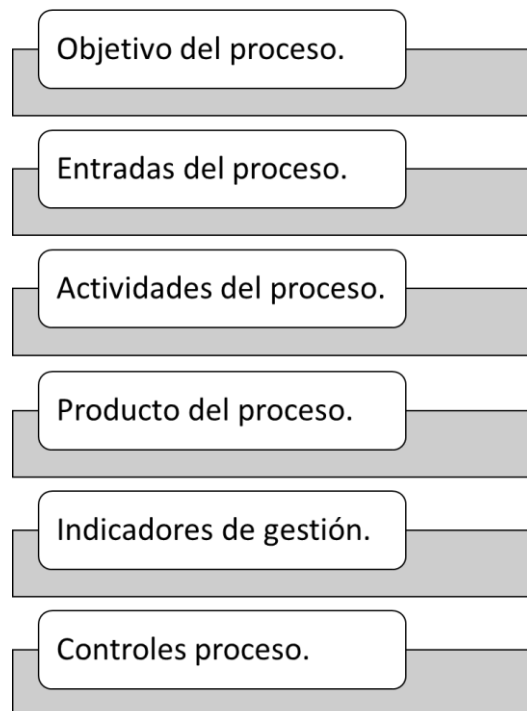 Objetivo del proceso.
Entradas del proceso.
Actividades del proceso.
Producto del proceso.
Indicadores de gestión.
Controles proceso.